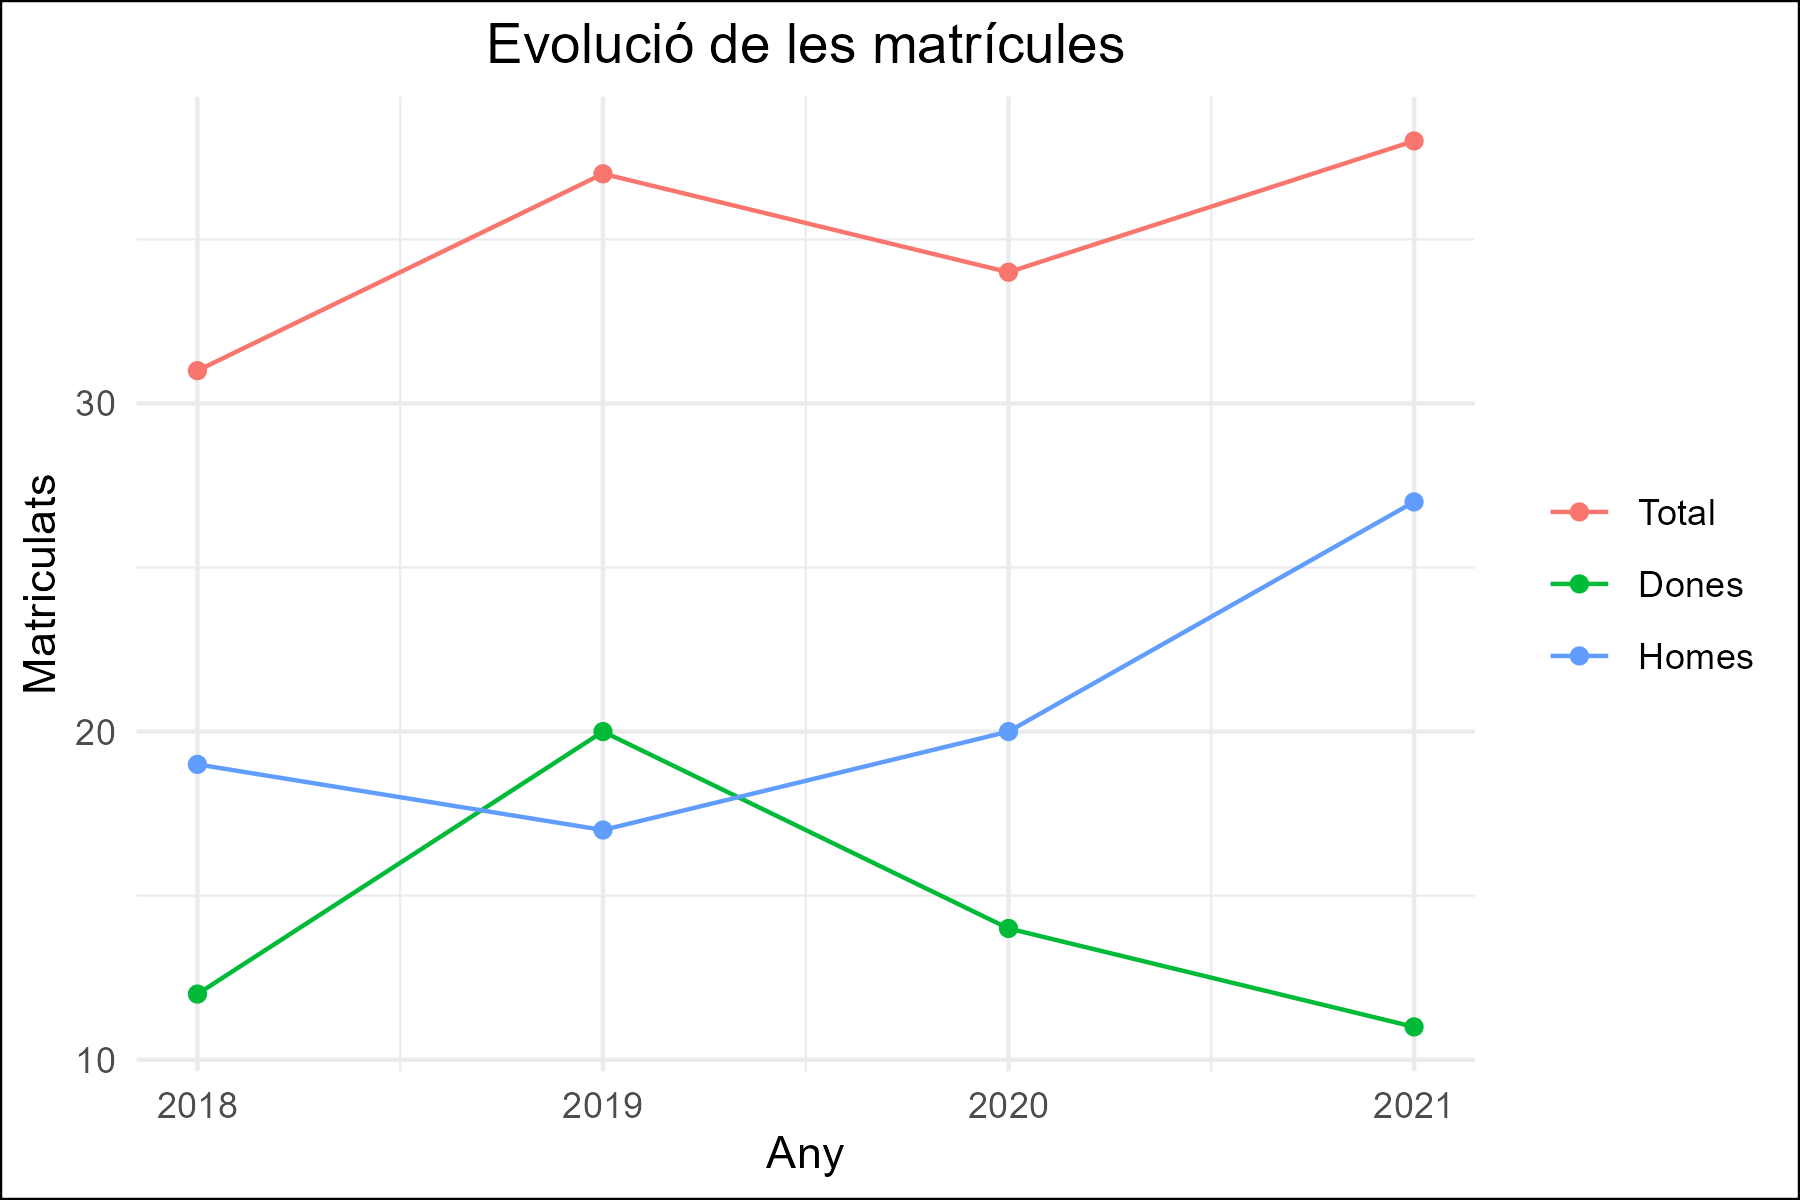 Evolució de les matrícules
Matriculats
30
20
10
2018
2019
2020
2021
Any
Total
Dones
Homes